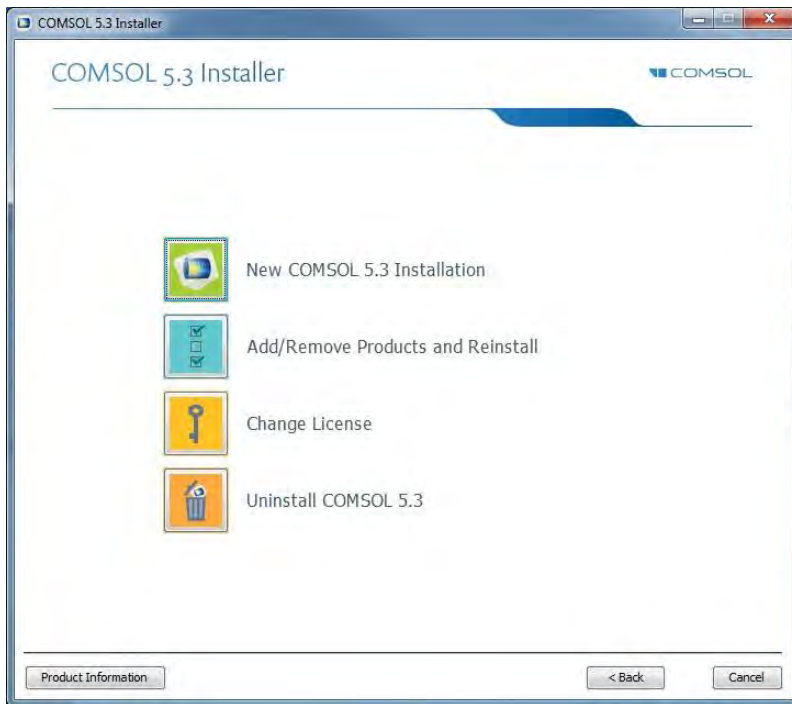 COMSOL 5.3 Installer
COMSOL 5.3 Installer
COMSOL
New COMSOL 5.3 Installation
Add/Remove Products and Reinstall
Change License
Uninstall COMSOL 5.3
Product Information
< Back
Cancel